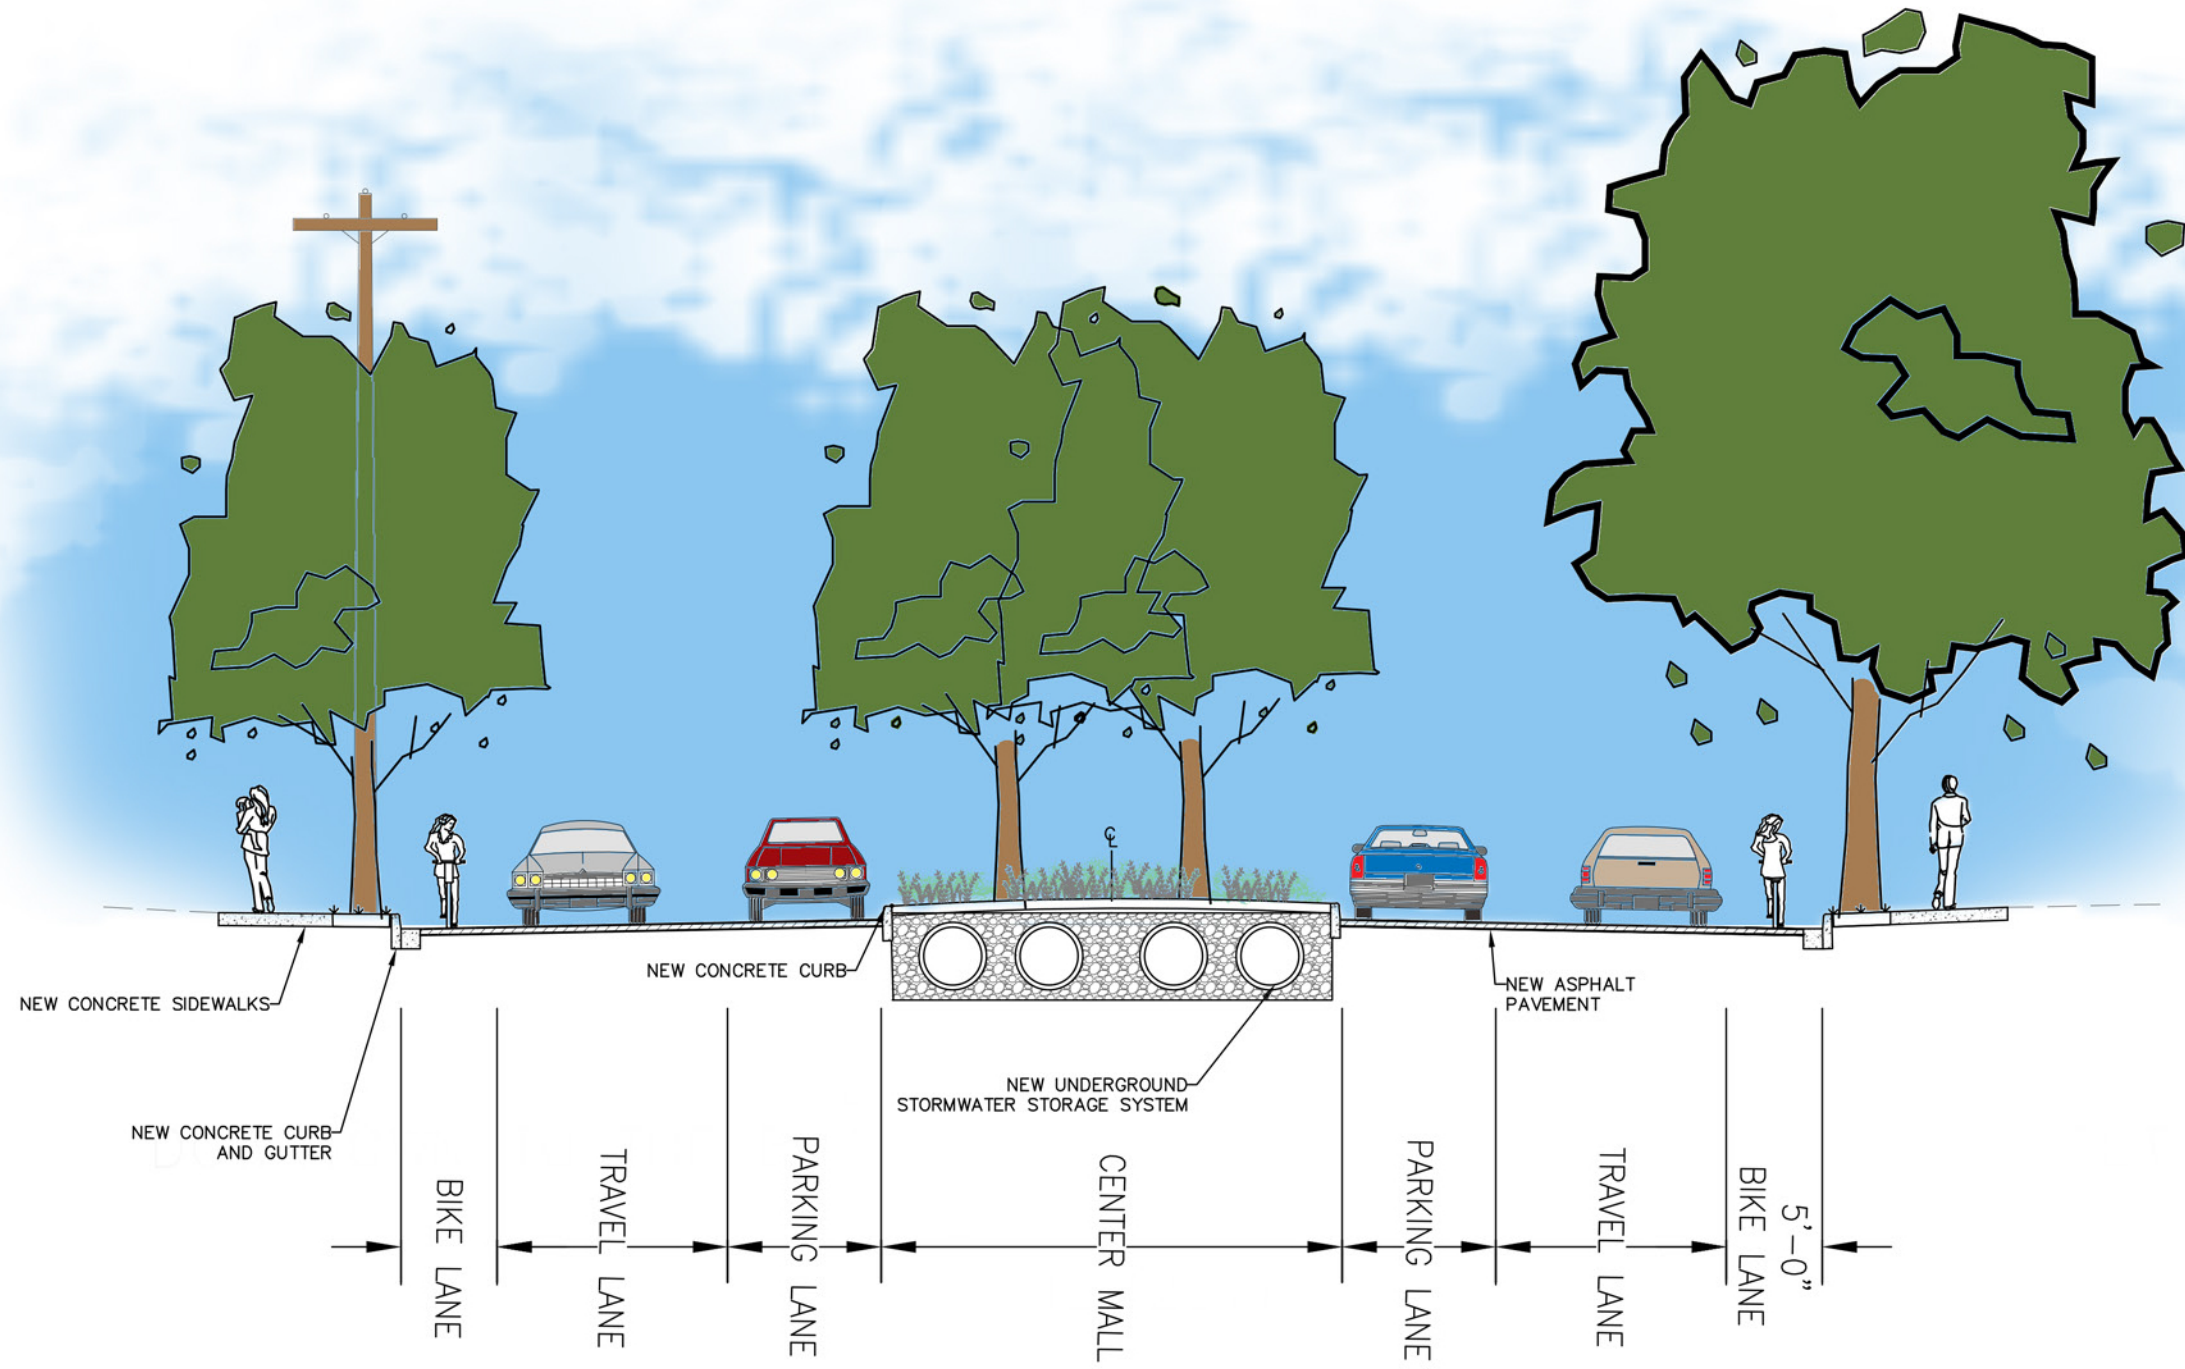 ℄
NEW CONCRETE SIDEWALKS
NEW CONCRETE CURB
AND GUTTER
NEW CONCRETE CURB
NEW UNDERGROUND
STORMWATER STORAGE SYSTEM
NEW ASPHALT
PAVEMENT
BIKE LANE
TRAVEL LANE
PARKING LANE
CENTER MALL
PARKING LANE
TRAVEL LANE
BIKE LANE
5'-0"